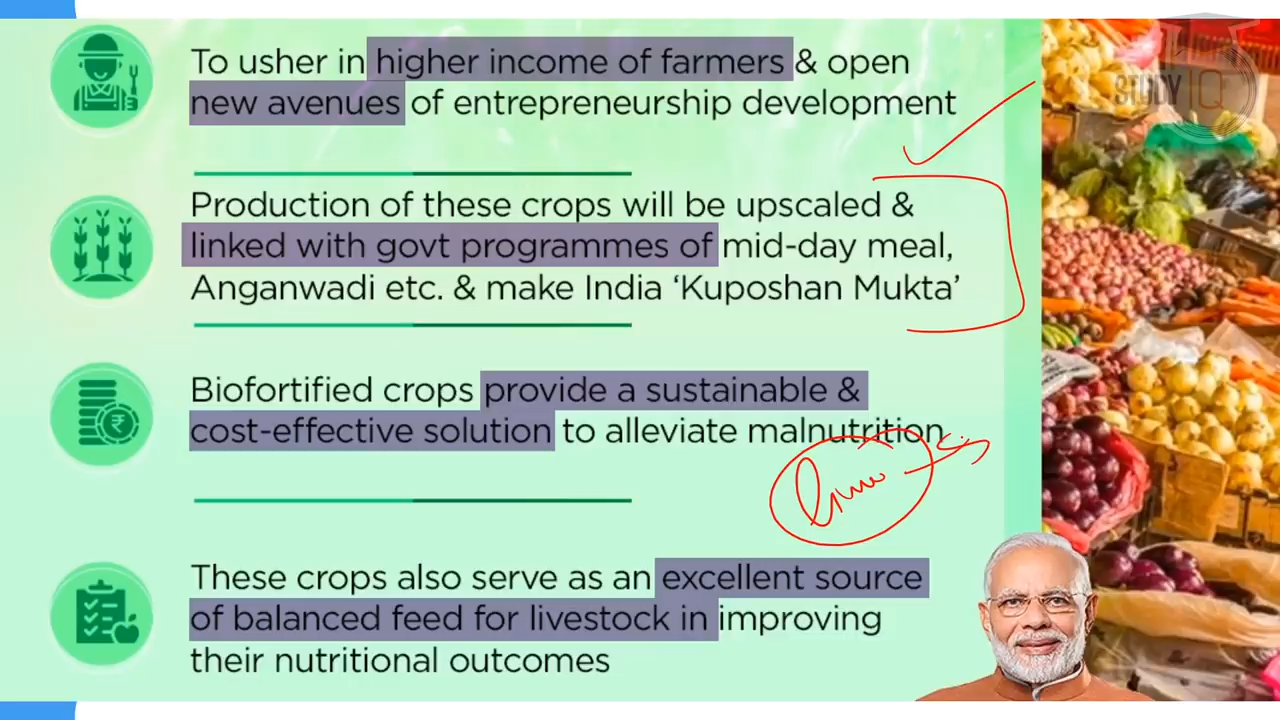 To usher in higher income of farmers & open
new avenues of entrepreneurship development
Production of these crops will be upscaled &
linked with govt programmes of mid-day meal,
Anganwadi etc. & make India ‘Kuposhan Mukta’
Biofortified crops provide a sustainable &
cost-effective solution to alleviate malnutrition
These crops also serve as an excellent source
of balanced feed for livestock in improving
their nutritional outcomes
STUDY IQ